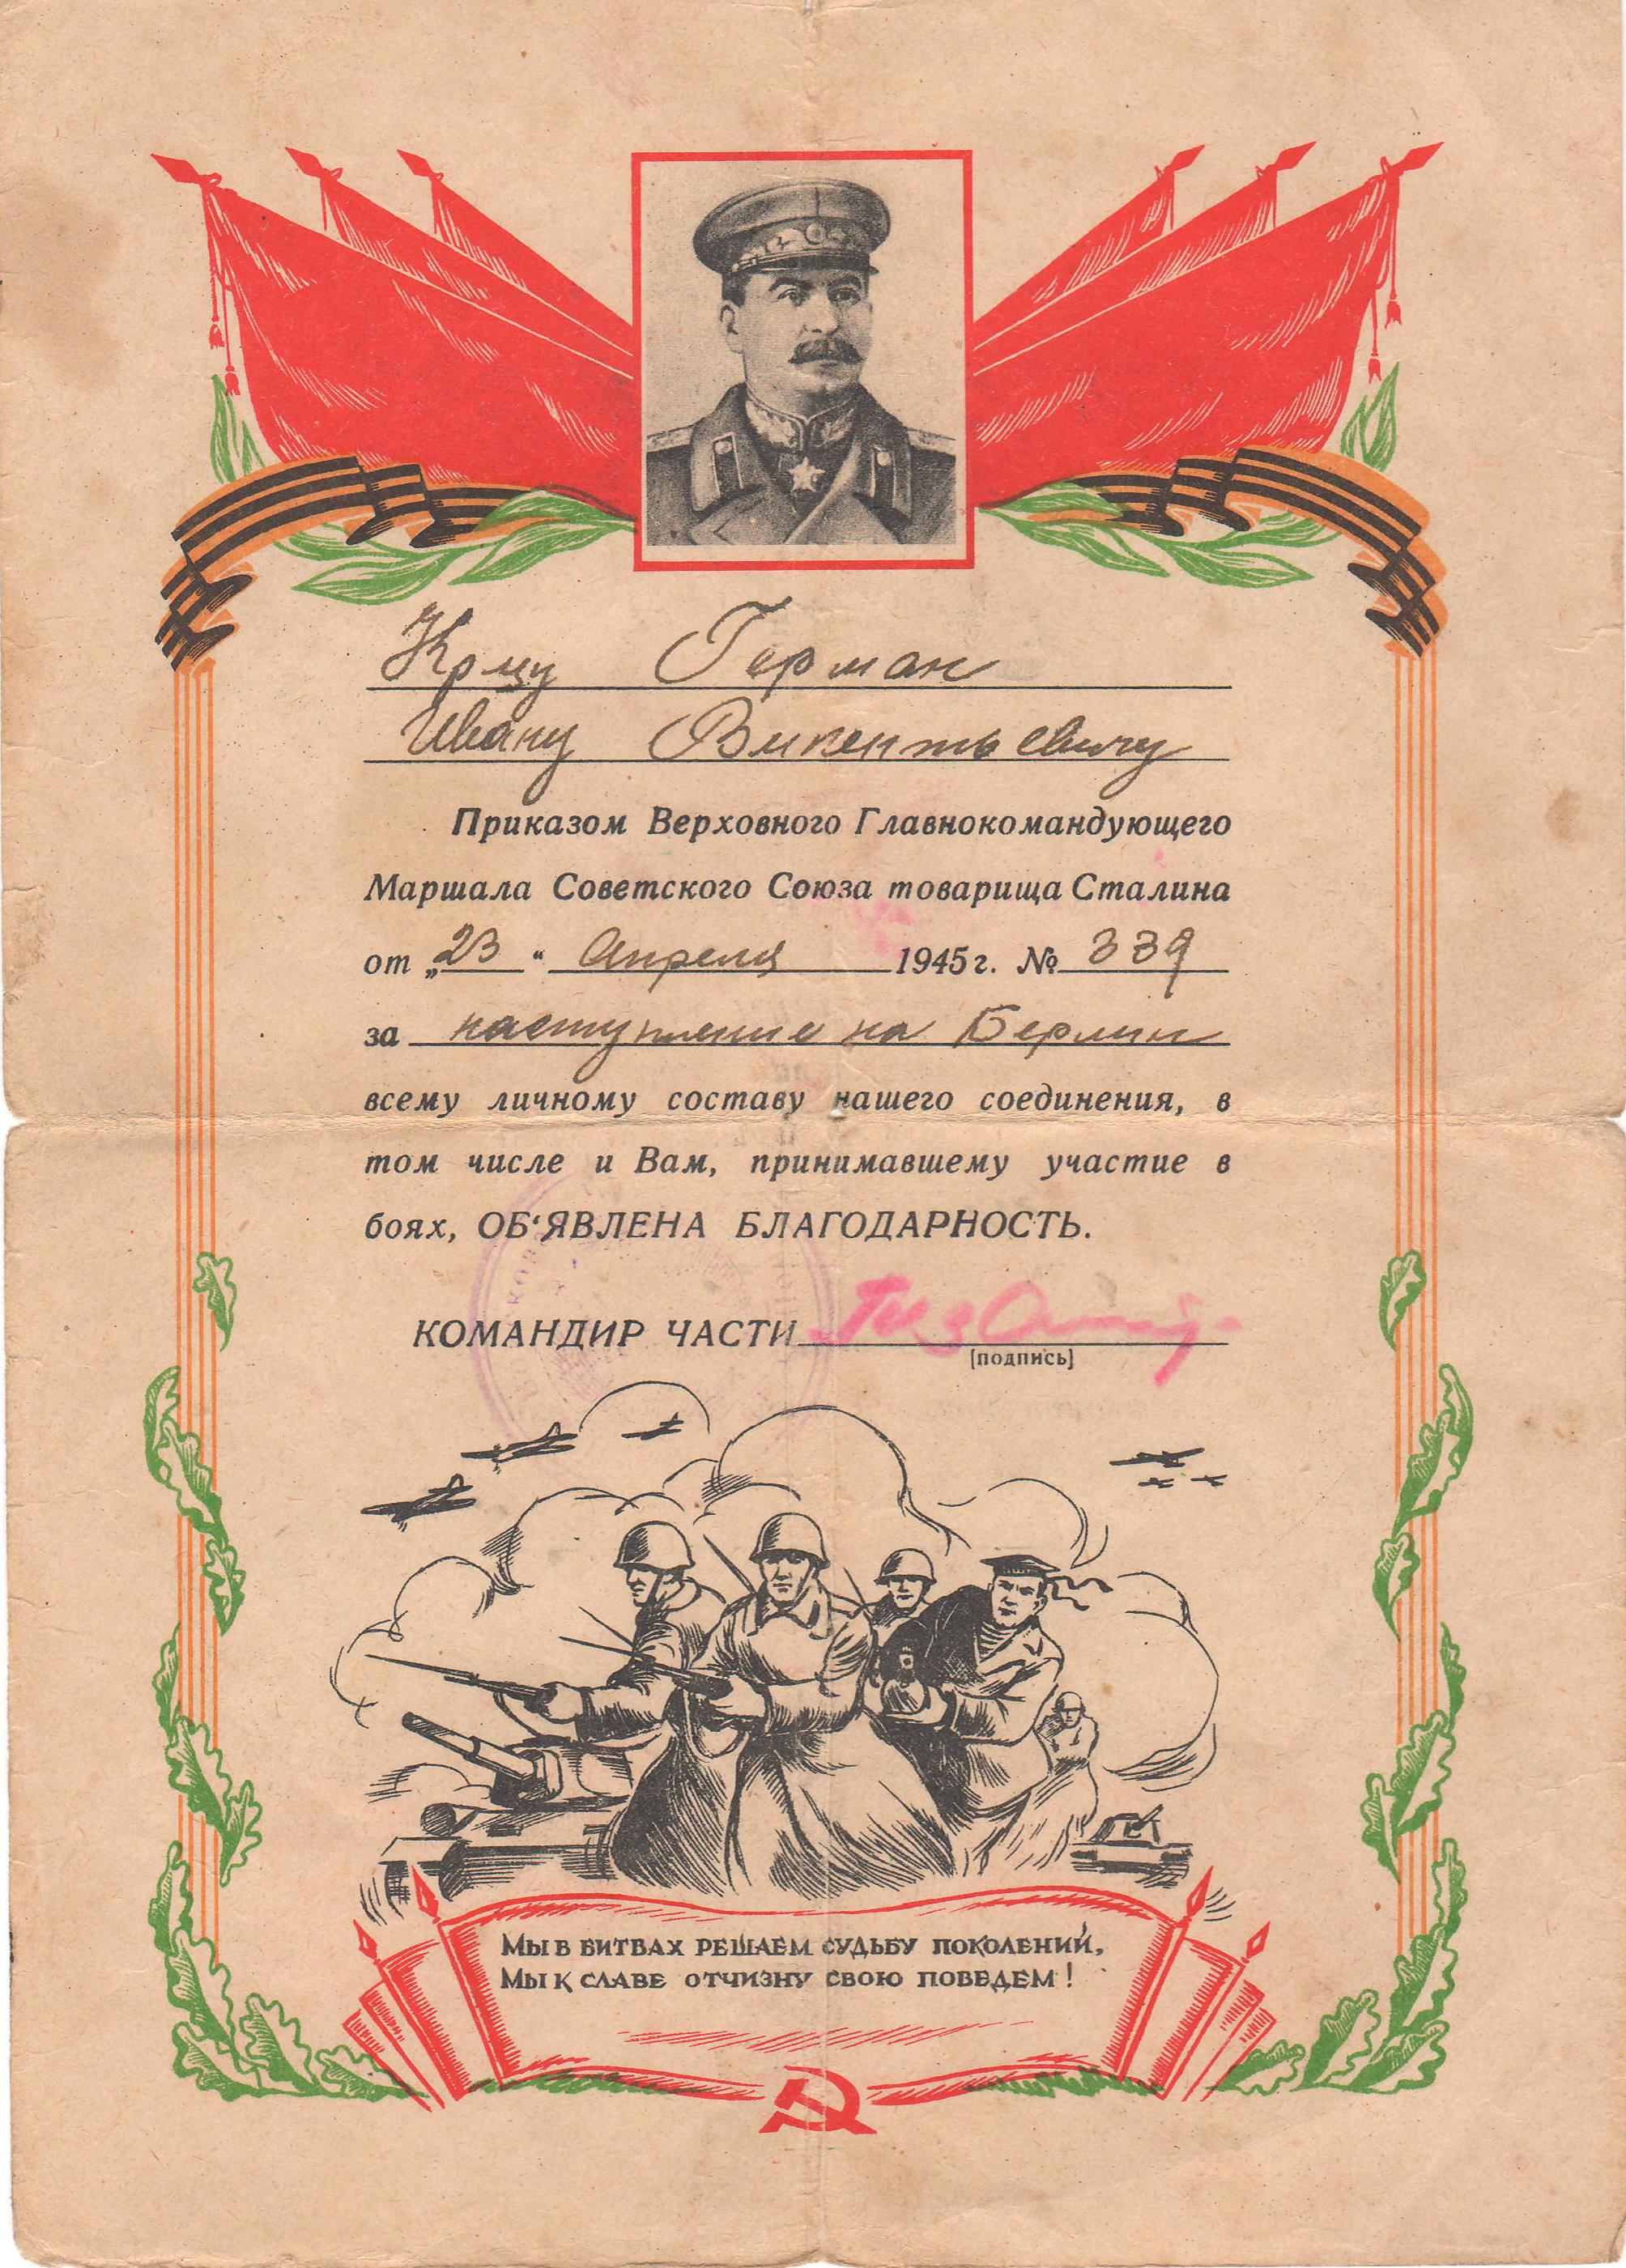 Кр-цу Герман
Ивану Викентьевичу
Приказом Верховного Главнокомандующего
Маршала Советского Союза товарища Сталина
от „23“ Апреля 1945 г. № 339
за наступление на Берлин
всему личному составу нашего соединения, в
том числе и Вам, принимавшему участие в
боях, ОБ‘ЯВЛЕНА БЛАГОДАРНОСТЬ.
КОМАНДИР ЧАСТИ
(подпись)
МЫ В БИТВАХ РЕШАЕМ СУДЬБУ ПОКОЛЕНИЙ,
МЫ К СЛАВЕ ОТЧИЗНУ СВОЮ ПОВЕДЕМ!